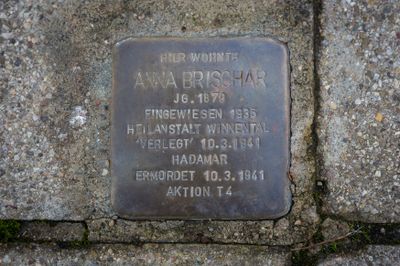 HIER WOHNTE
ANNA BRISCHAR
JG. 1879
EINGEWIESEN 1935
HEILANSTALT WINNENTAL
'VERLEGT' 10.3.1941
HADAMAR
ERMORDET 10.3.1941
AKTION T4